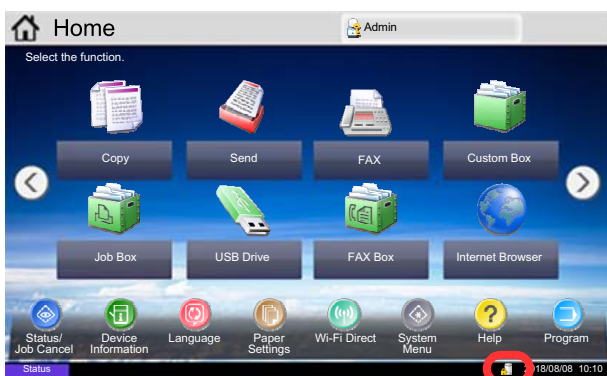 Home
Admin
Select the function.
Copy
Send
FAX
Custom Box
Job Box
USB Drive
FAX Box
Internet Browser
Status/
Job Cancel
Device
Information
Language
Paper
Settings
Wi-Fi Direct
System
Menu
Help
Program
Status
18/08/08 10:10